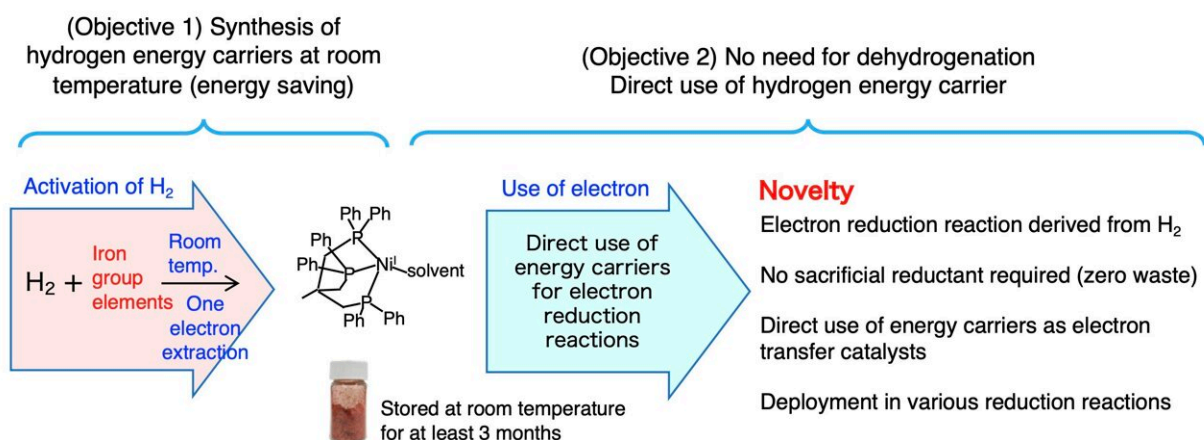 (Objective 1) Synthesis of
hydrogen energy carriers at room
temperature (energy saving)
(Objective 2) No need for dehydrogenation
Direct use of hydrogen energy carrier
Activation of H₂
H₂ +
Iron
group
elements
Room
temp.
One
electron
extraction
Ph Ph
Ph
Ph
P
P
Niᴵ
solvent
P
Ph Ph
Stored at room temperature
for at least 3 months
Use of electron
Direct use of
energy carriers
for electron
reduction
reactions
Novelty
Electron reduction reaction derived from H₂
No sacrificial reductant required (zero waste)
Direct use of energy carriers as electron
transfer catalysts
Deployment in various reduction reactions